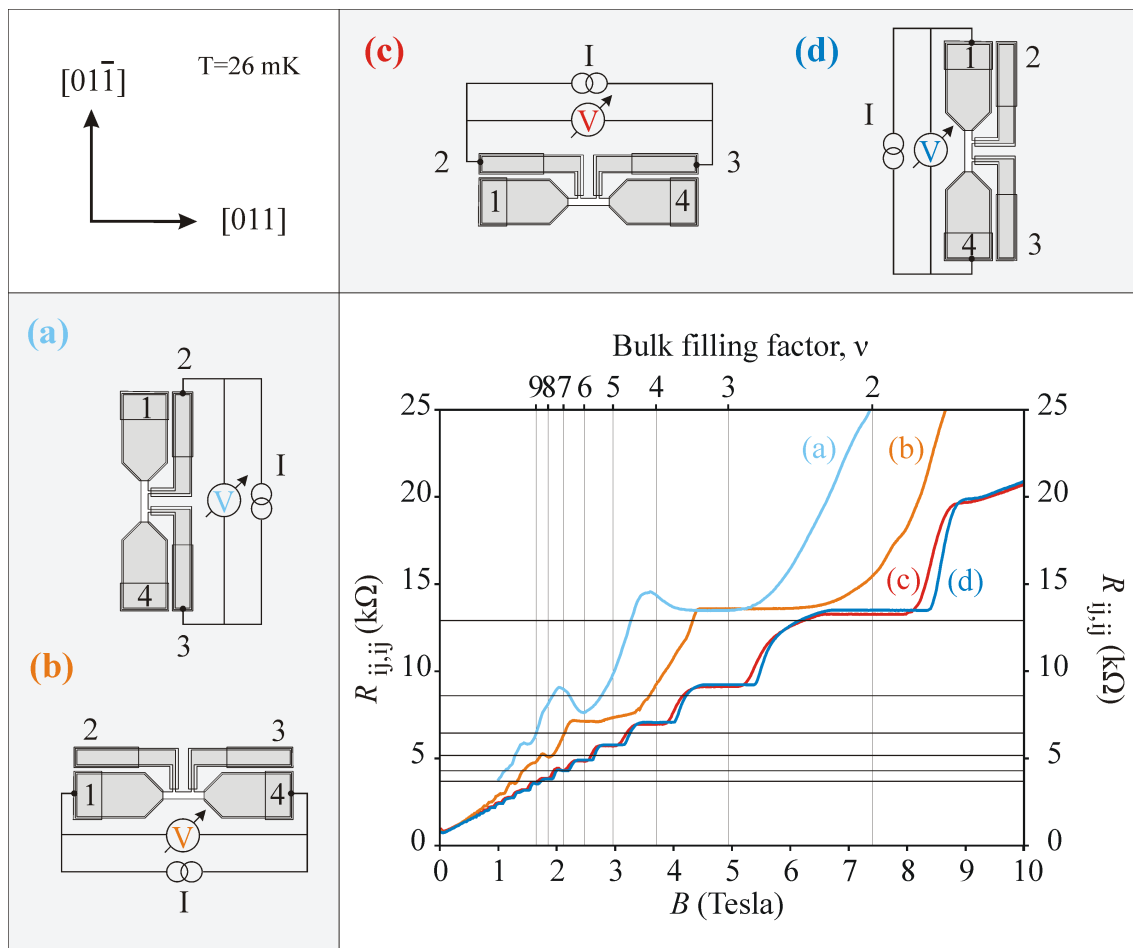 [011̄]
T=26 mK
[011]
(c)
I
V
2
3
1
4
(d)
1
2
I
V
4
3
(a)
2
1
I
V
4
3
(b)
2
3
1
4
V
I
Bulk filling factor, ν
9 8 7 6 5 4 3 2
R ij,ij (kΩ)
25
20
15
10
5
0
(a)
(b)
(c)
(d)
25
20
15
10
5
0
R ij,ij (kΩ)
0 1 2 3 4 5 6 7 8 9 10
B (Tesla)